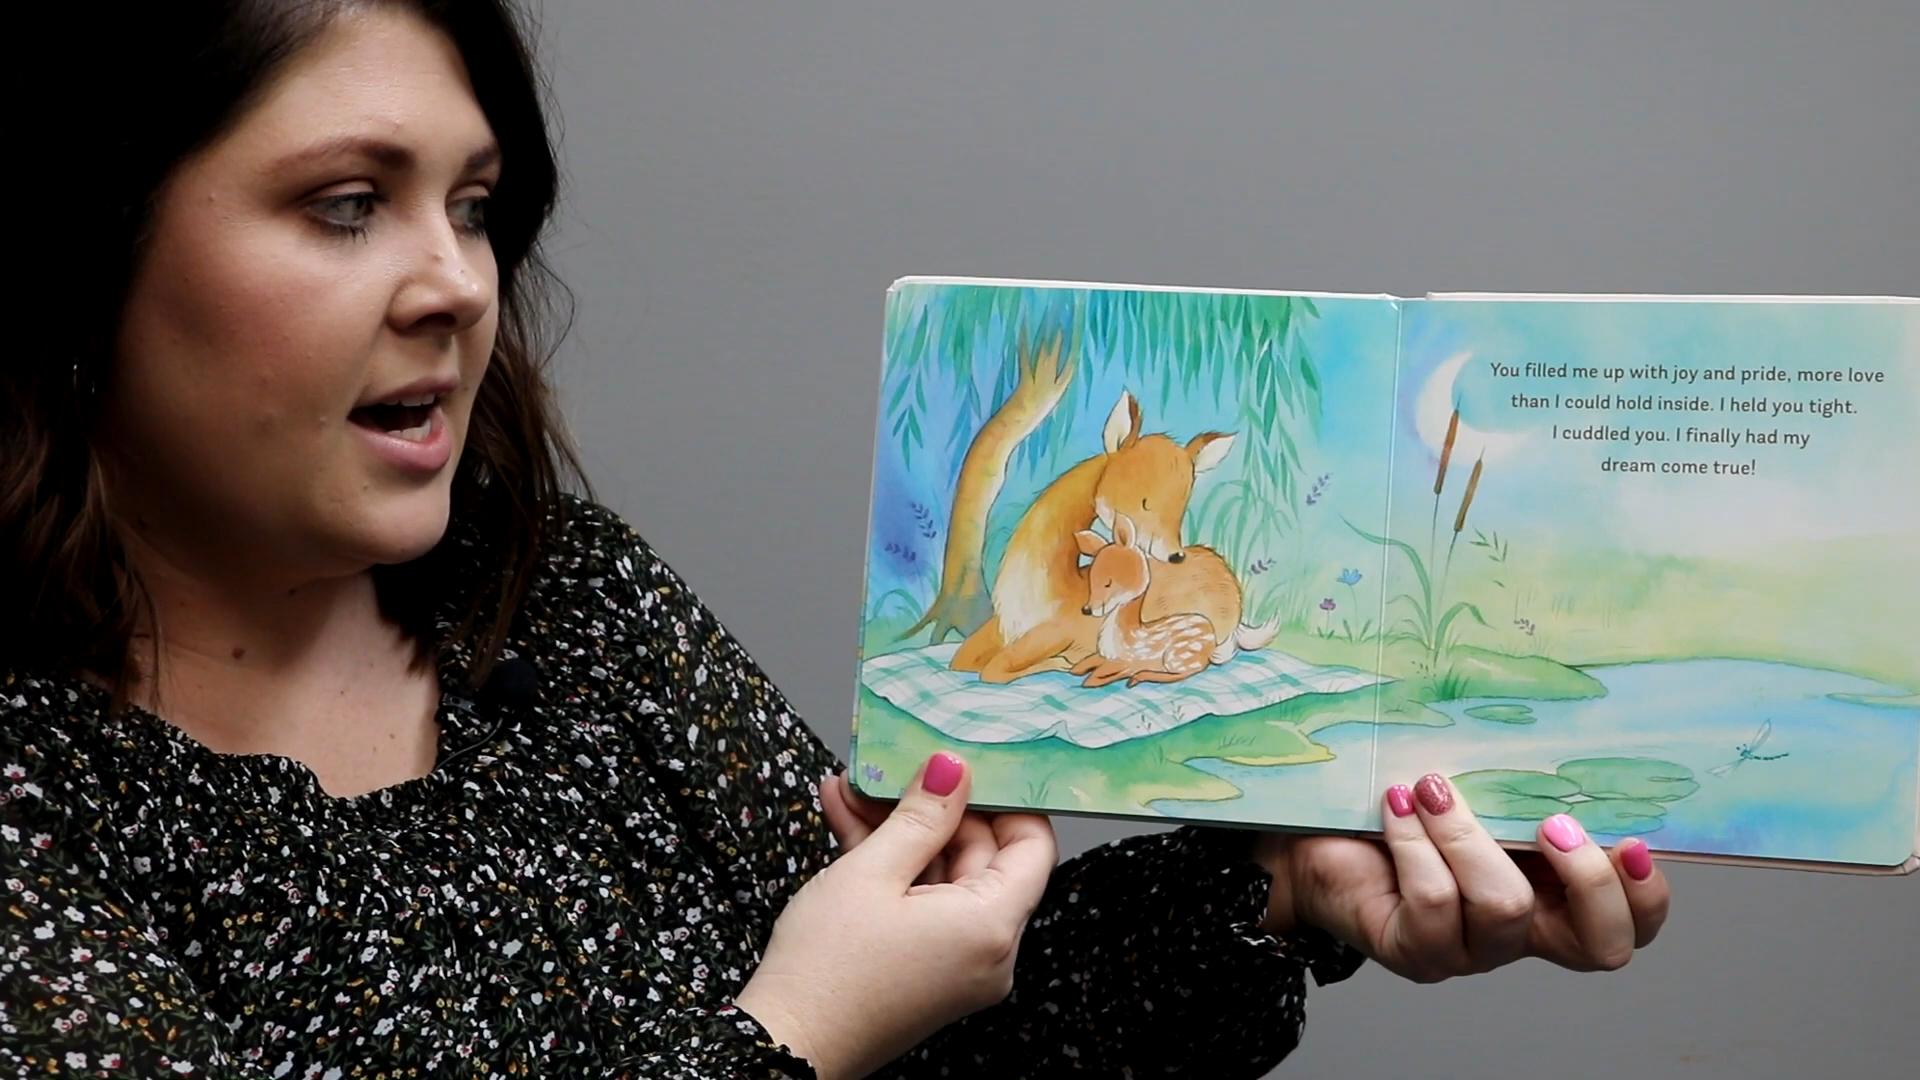 You filled me up with joy and pride, more love
than I could hold inside. I held you tight.
I cuddled you. I finally had my
dream come true!